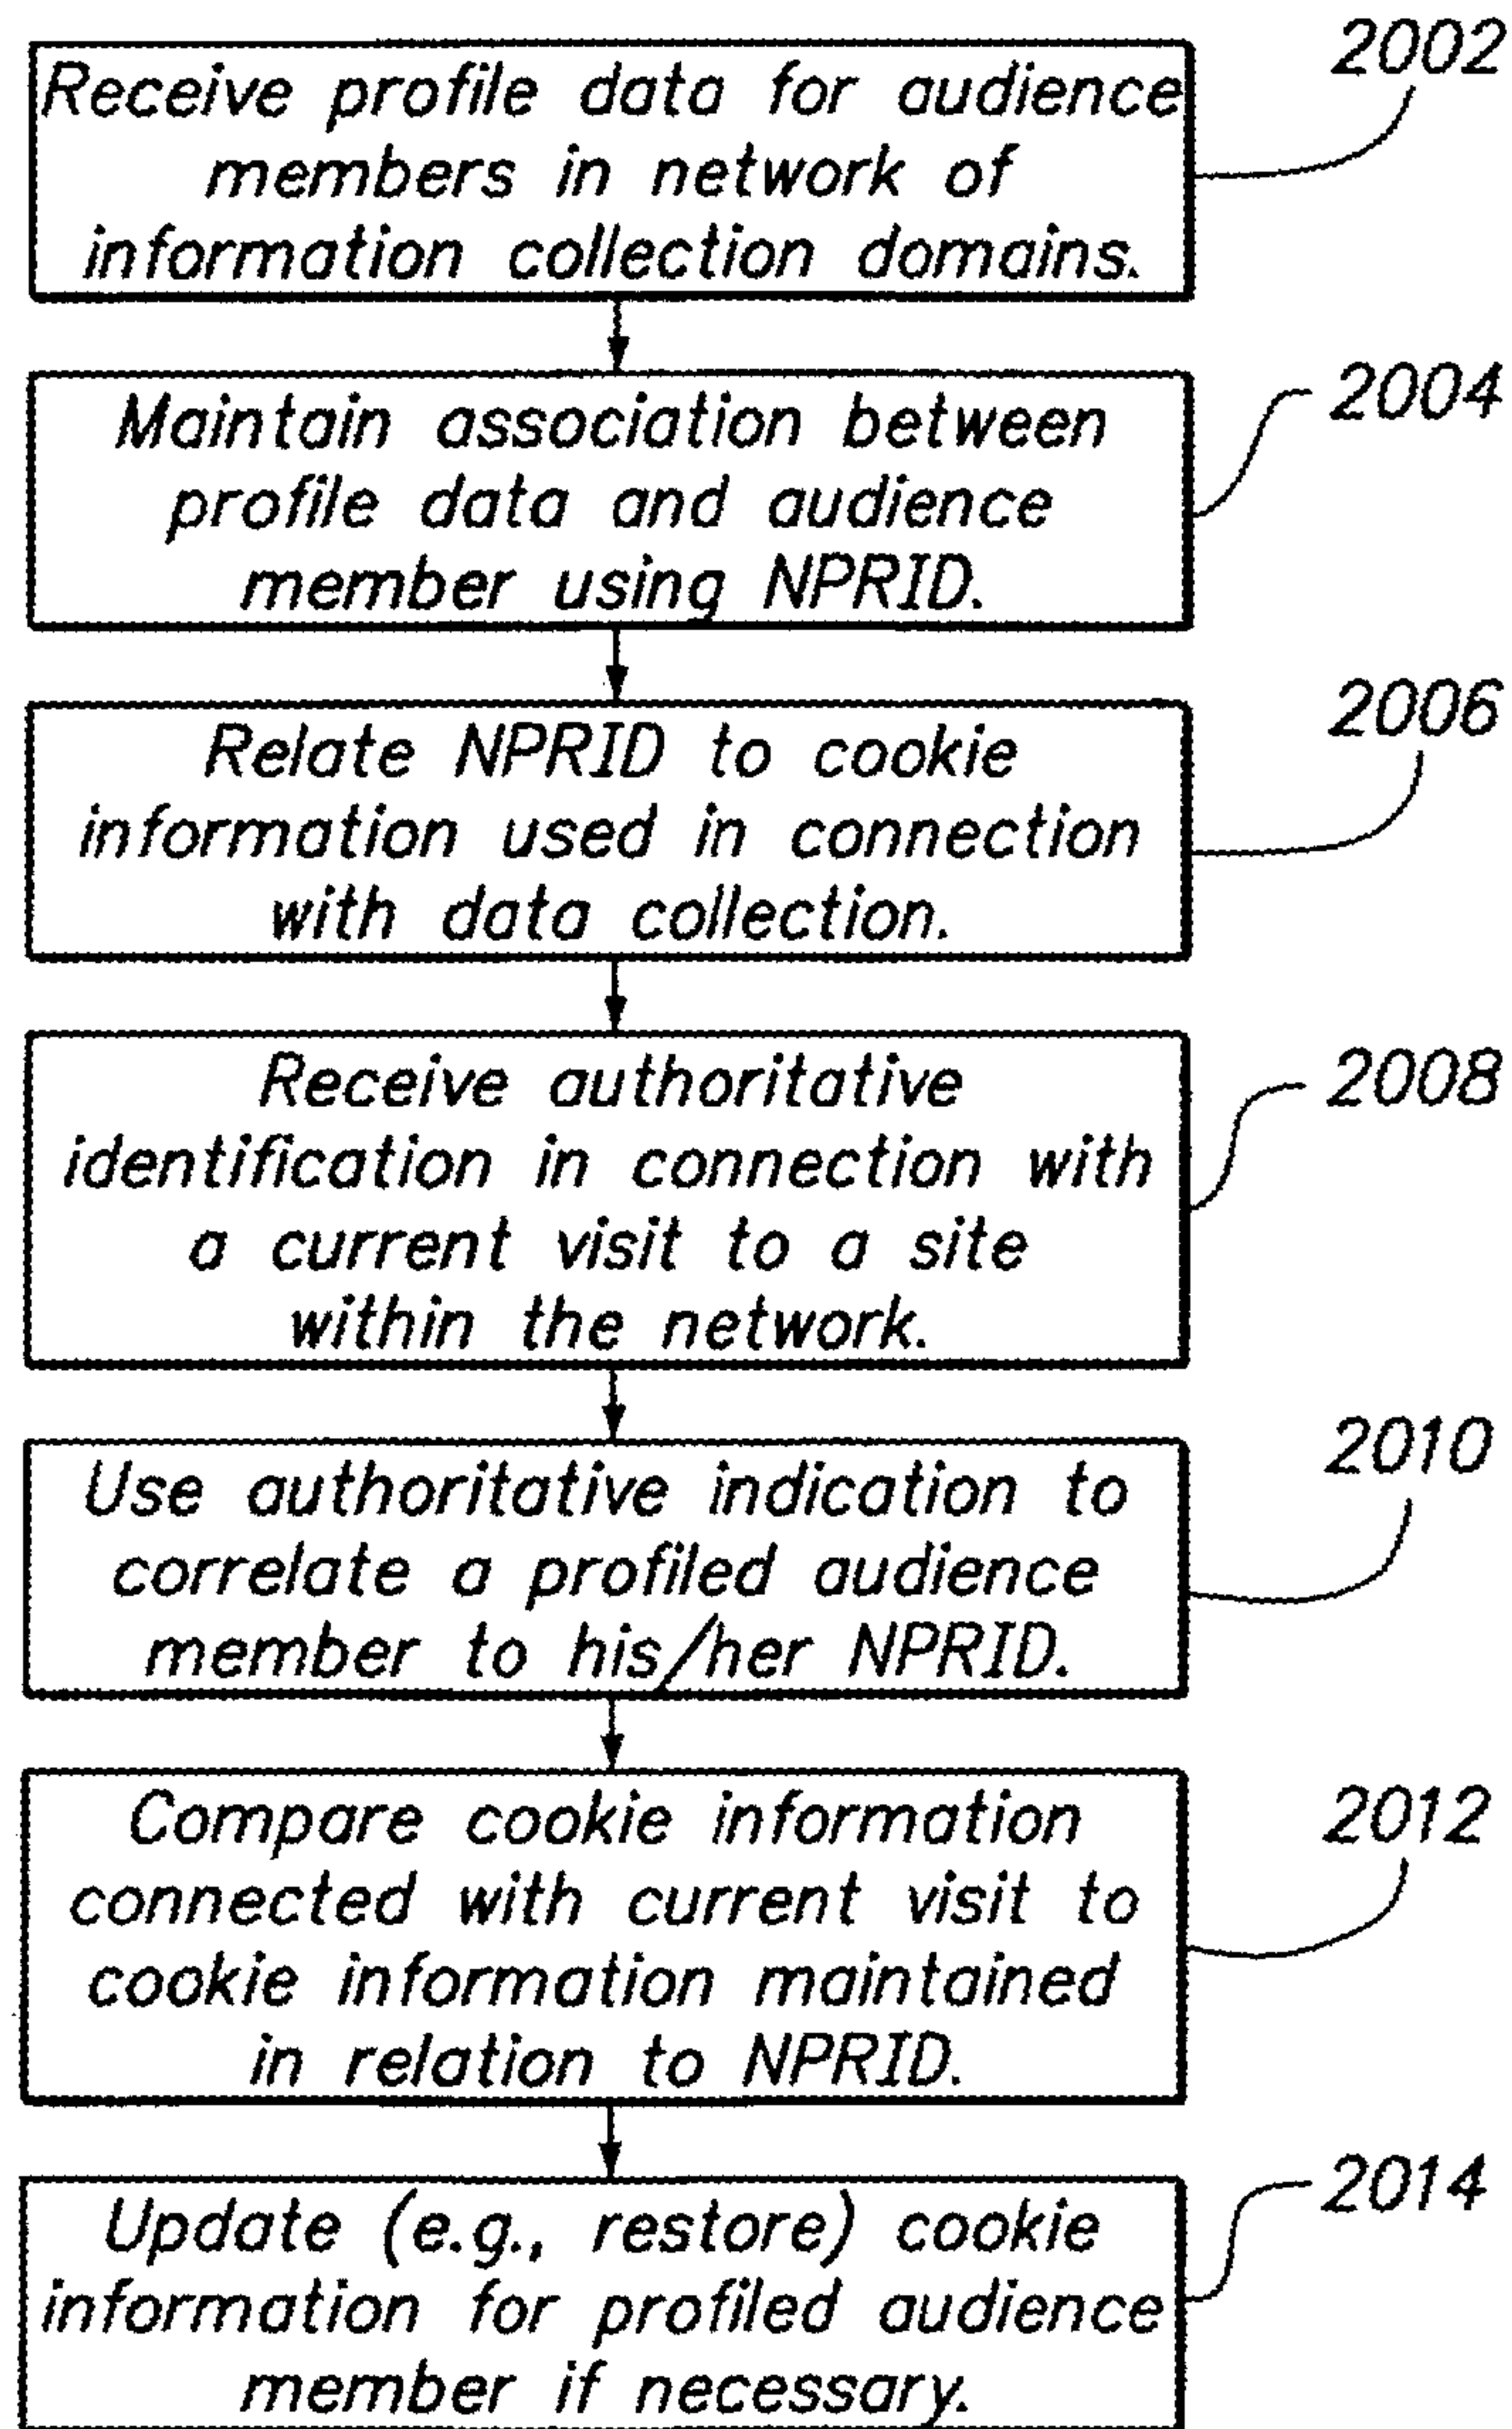 2002
Receive profile data for audience
members in network of
information collection domains.
2004
Maintain association between
profile data and audience
member using NPRID.
2006
Relate NPRID to cookie
information used in connection
with data collection.
2008
Receive authoritative
identification in connection with
a current visit to a site
within the network.
2010
Use authoritative indication to
correlate a profiled audience
member to his/her NPRID.
2012
Compare cookie information
connected with current visit to
cookie information maintained
in relation to NPRID.
2014
Update (e.g., restore) cookie
information for profiled audience
member if necessary.